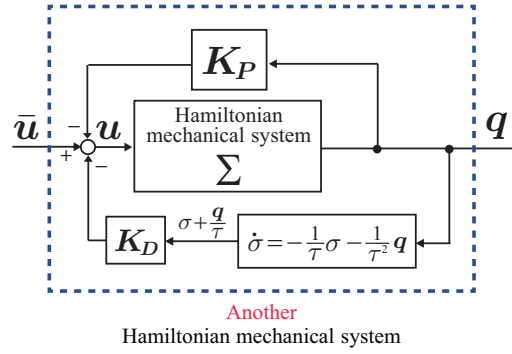 K_P
−
ū
u
+
−
Hamiltonian
mechanical system
Σ
q
K_D
σ + q/τ
σ̇ = − 1/τ σ − 1/τ² q
Another
Hamiltonian mechanical system